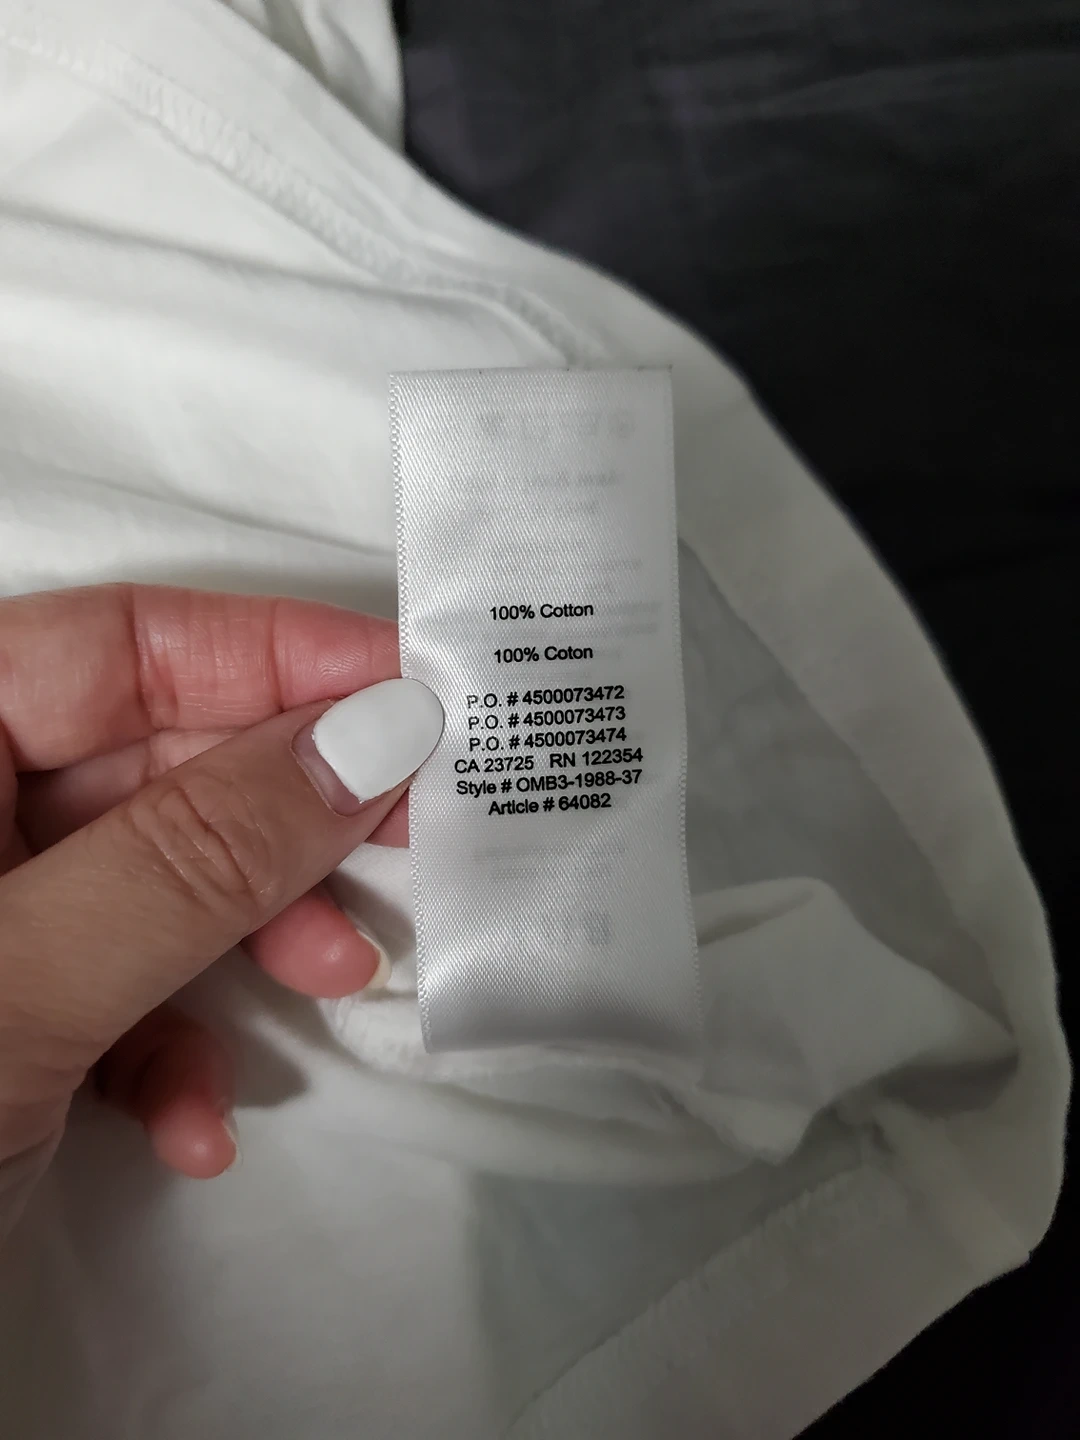 100% Cotton
100% Coton
P.O. # 4500073472
P.O. # 4500073473
P.O. # 4500073474
CA 23725 RN 122354
Style # OMB3-1988-37
Article # 64082